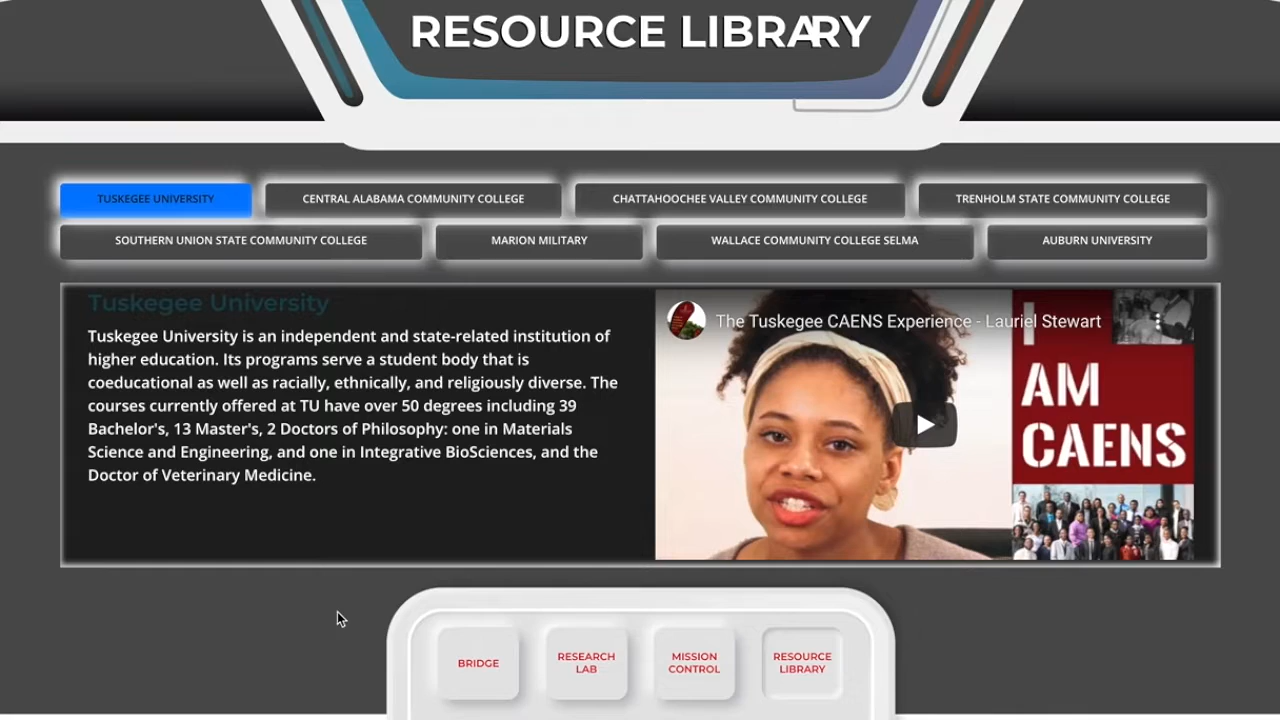 RESOURCE LIBRARY
TUSKEGEE UNIVERSITY
CENTRAL ALABAMA COMMUNITY COLLEGE
CHATTAHOOCHEE VALLEY COMMUNITY COLLEGE
TRENHOLM STATE COMMUNITY COLLEGE
SOUTHERN UNION STATE COMMUNITY COLLEGE
MARION MILITARY
WALLACE COMMUNITY COLLEGE SELMA
AUBURN UNIVERSITY
Tuskegee University
Tuskegee University is an independent and state-related institution of
higher education. Its programs serve a student body that is
coeducational as well as racially, ethnically, and religiously diverse. The
courses currently offered at TU have over 50 degrees including 39
Bachelor's, 13 Master's, 2 Doctors of Philosophy: one in Materials
Science and Engineering, and one in Integrative BioSciences, and the
Doctor of Veterinary Medicine.
The Tuskegee CAENS Experience - Lauriel Stewart
I
AM
CAENS
BRIDGE
RESEARCH
LAB
MISSION
CONTROL
RESOURCE
LIBRARY